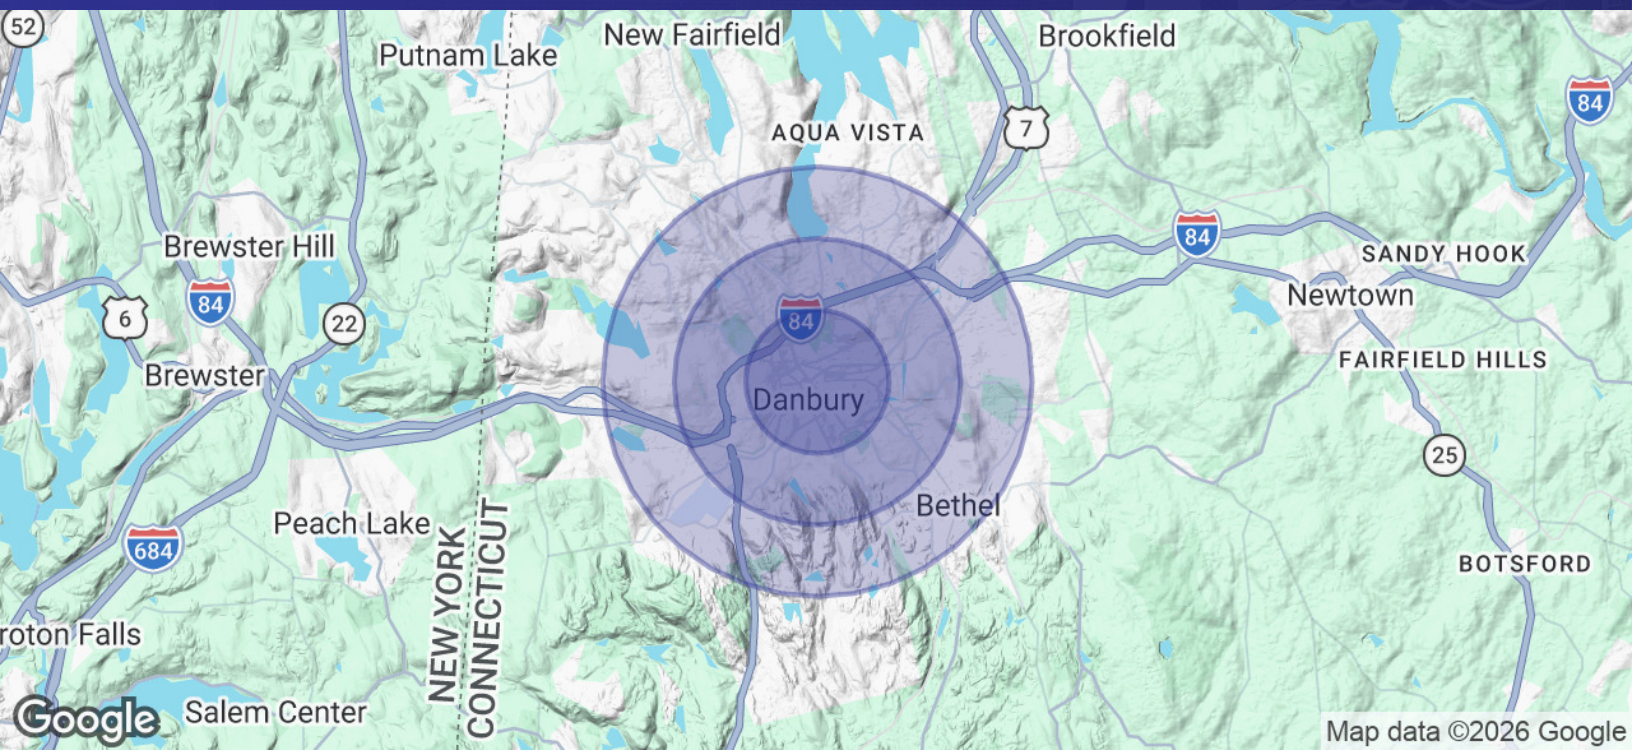 52
Putnam Lake
New Fairfield
Brookfield
84
7
AQUA VISTA
Brewster Hill
84
SANDY HOOK
84
6
22
84
Newtown
Brewster
Danbury
FAIRFIELD HILLS
25
Bethel
Peach Lake
684
NEW YORK
CONNECTICUT
BOTSFORD
roton Falls
Salem Center
Google
Map data ©2026 Google